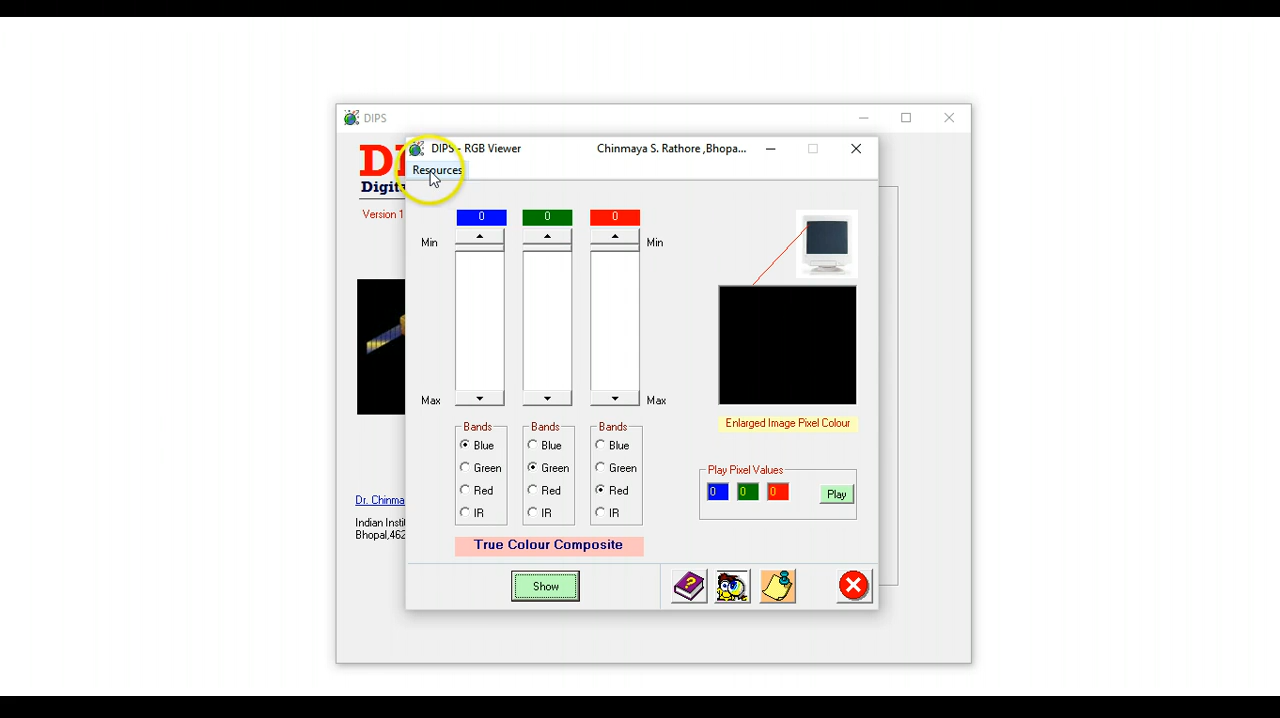 DIPS
DIPS - RGB Viewer Chinmaya S. Rathore ,Bhopa...
Resources
Digit
Version 1
0 0 0
Min Min
Max Max
Enlarged Image Pixel Colour
Bands Bands Bands
Blue Blue Blue
Green Green Green
Red Red Red
IR IR IR
Play Pixel Values
0 0 0 Play
Dr. Chinma
Indian Insti
Bhopal,462
True Colour Composite
Show